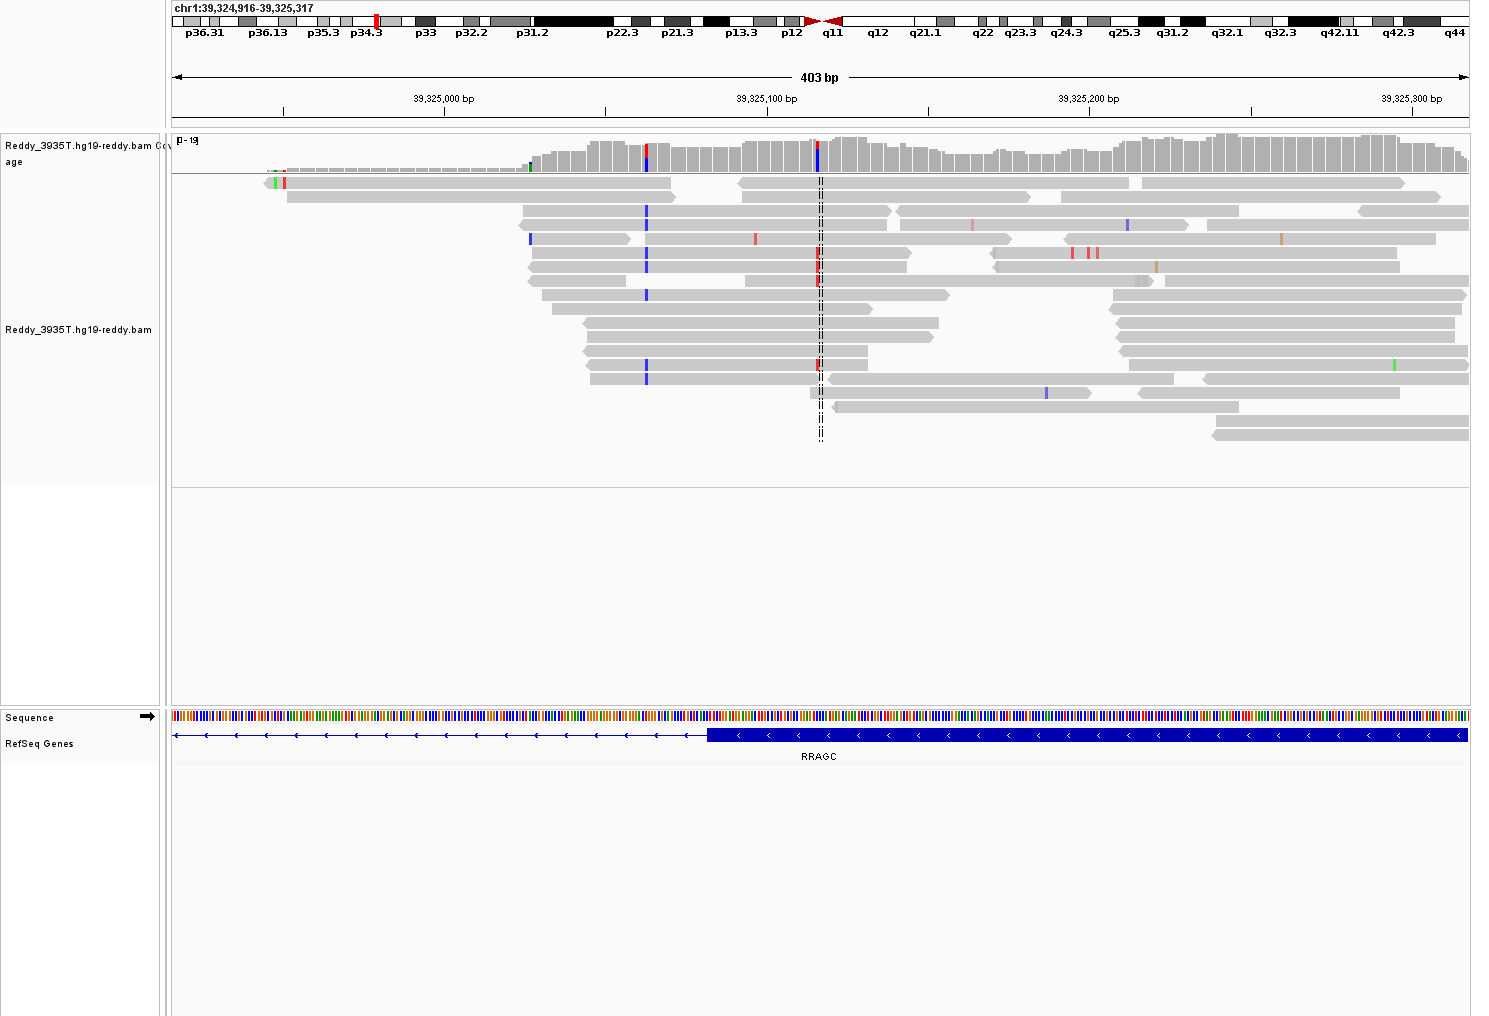 chr1:39,324,916-39,325,317
p36.31 p36.13 p35.3 p34.3 p33 p32.2 p31.2 p22.3 p21.3 p13.3 p12 q11 q12 q21.1 q22 q23.3 q24.3 q25.3 q31.2 q32.1 q32.3 q42.11 q42.3 q44
403 bp
39,325,000 bp 39,325,100 bp 39,325,200 bp 39,325,300 bp
[0 - 19]
Reddy_3935T.hg19-reddy.bam Cov
age
Reddy_3935T.hg19-reddy.bam
Sequence
RefSeq Genes
RRAGC